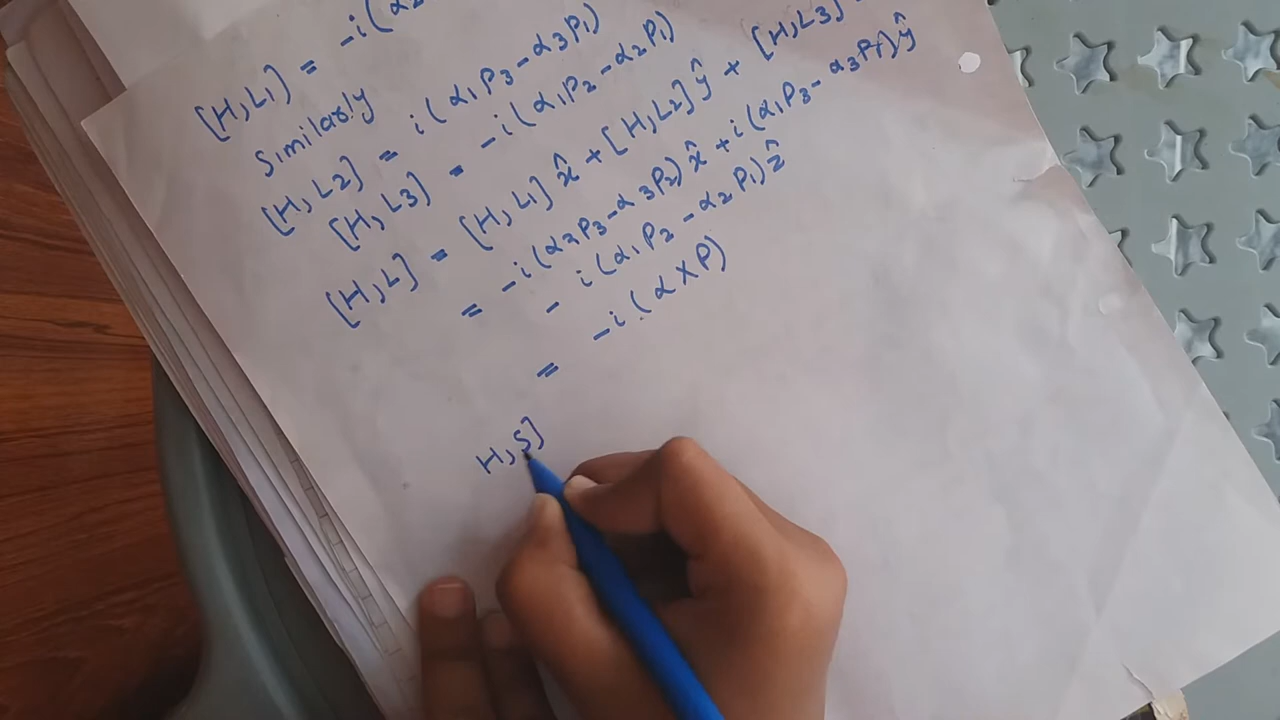 [H,L1] = -i(α2
Similarly
[H,L2] = i(α1P3-α3P1)
[H,L3] = -i(α1P2-α2P1)
[H,L] = [H,L1]x̂+[H,L2]ŷ+[H,L3]
= -i(α2P3-α3P2)x̂+i(α1P3-α3P1)ŷ
- i(α1P2-α2P1)ẑ
= -i(α×P)
H,S]